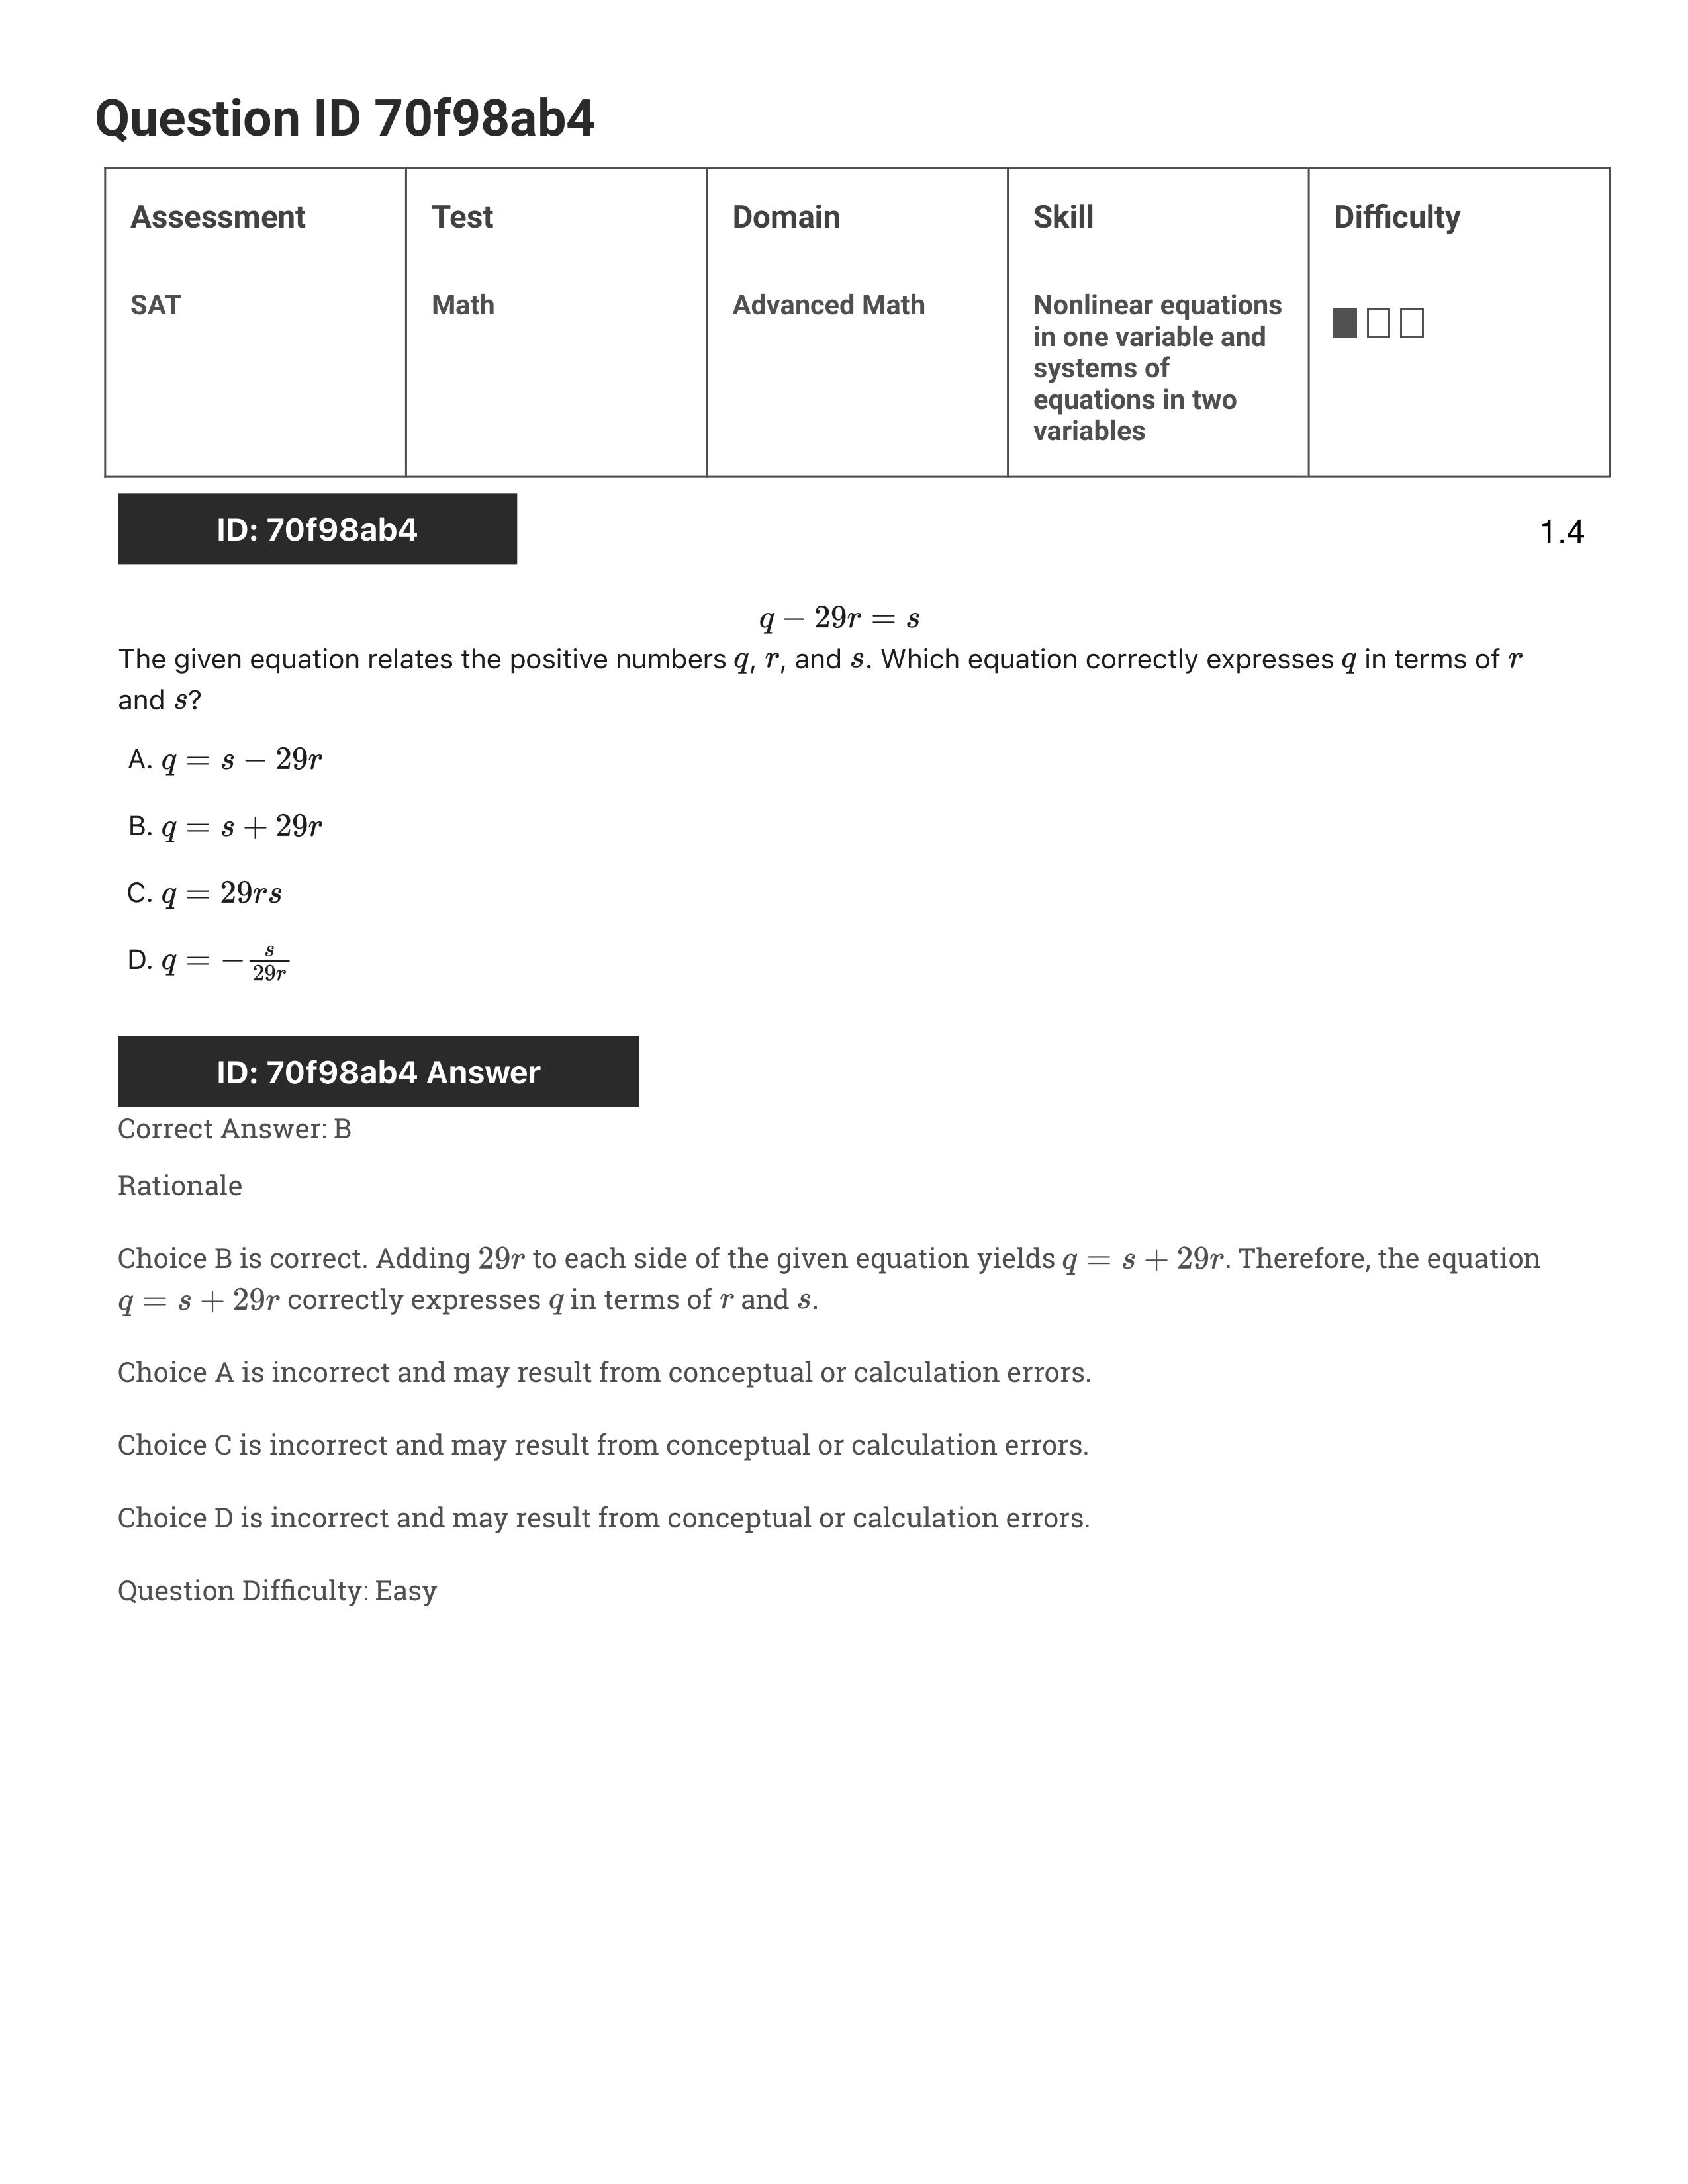 Question ID 70f98ab4
Assessment
Test
Domain
Skill
Difficulty
SAT
Math
Advanced Math
Nonlinear equations
in one variable and
systems of
equations in two
variables
ID: 70f98ab4
1.4
q − 29r = s
The given equation relates the positive numbers q, r, and s. Which equation correctly expresses q in terms of r
and s?
A. q = s − 29r
B. q = s + 29r
C. q = 29rs
D. q = −s/29r
ID: 70f98ab4 Answer
Correct Answer: B
Rationale
Choice B is correct. Adding 29r to each side of the given equation yields q = s + 29r. Therefore, the equation
q = s + 29r correctly expresses q in terms of r and s.
Choice A is incorrect and may result from conceptual or calculation errors.
Choice C is incorrect and may result from conceptual or calculation errors.
Choice D is incorrect and may result from conceptual or calculation errors.
Question Difficulty: Easy